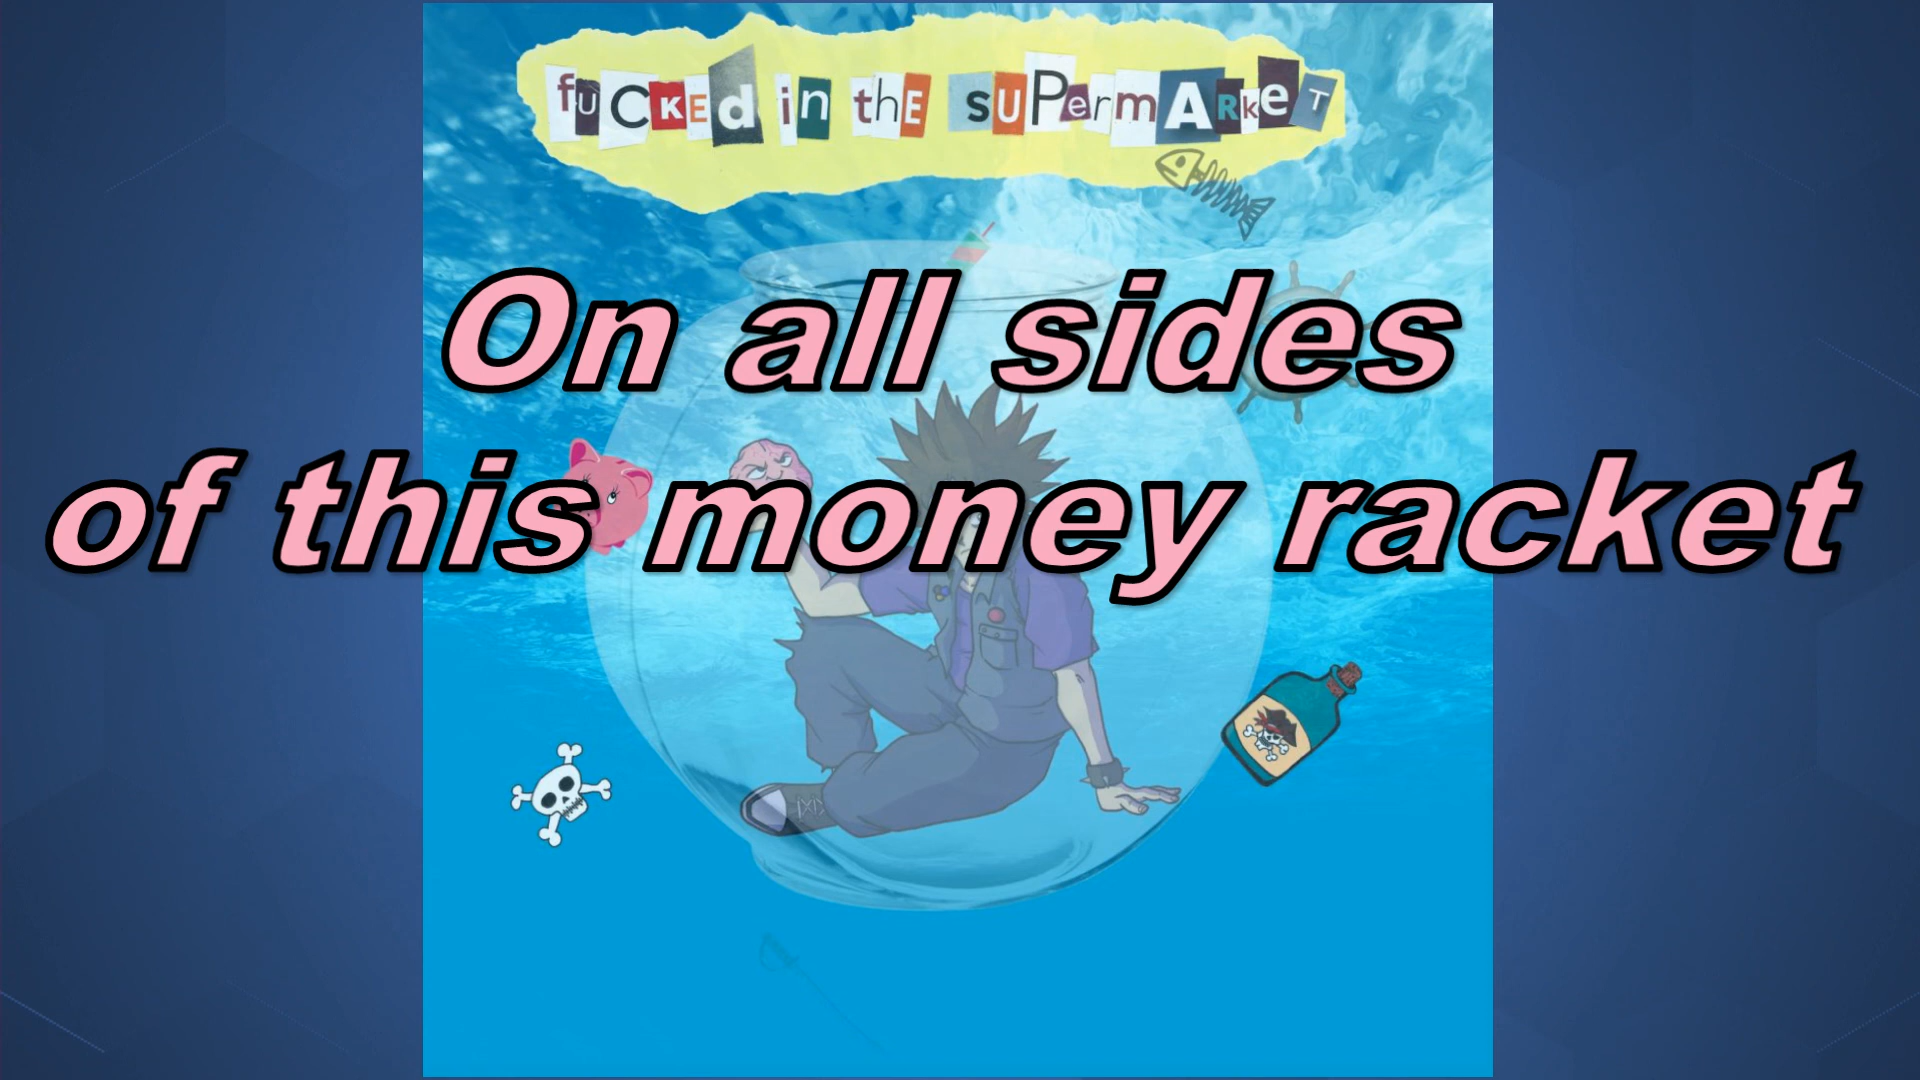 fUCKEd in thE suPermARkeT
On all sides
of this money racket